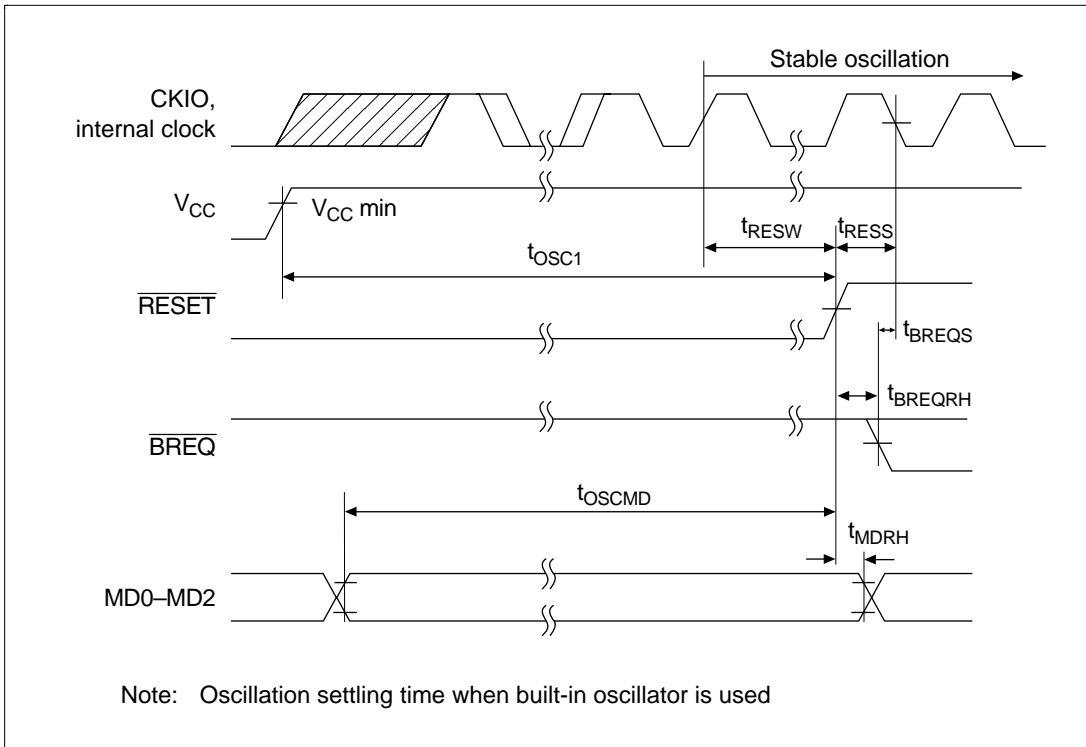 Stable oscillation
CKIO,
internal clock
VCC
VCC min
tRESW
tRESS
tOSC1
RESET
tBREQS
tBREQRH
BREQ
tOSCMD
tMDRH
MD0–MD2
Note: Oscillation settling time when built-in oscillator is used